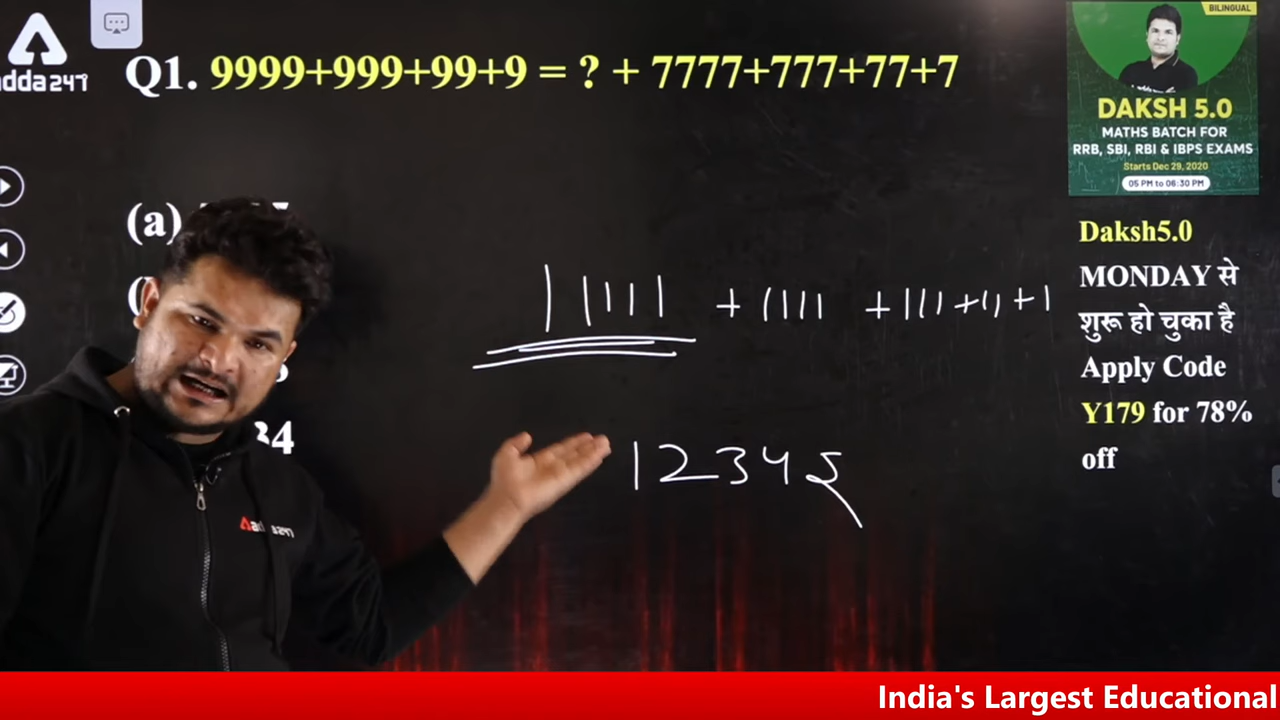 BILINGUAL
adda247
Q1. 9999+999+99+9 = ? + 7777+777+77+7
DAKSH 5.0
MATHS BATCH FOR
RRB, SBI, RBI & IBPS EXAMS
Starts Dec 29, 2020
05 PM to 06:30 PM
(a)
Daksh5.0
MONDAY से
शुरू हो चुका है
Apply Code
Y179 for 78%
off
11111 + 1111 + 111 + 11 + 1
34
12345
India's Largest Educational